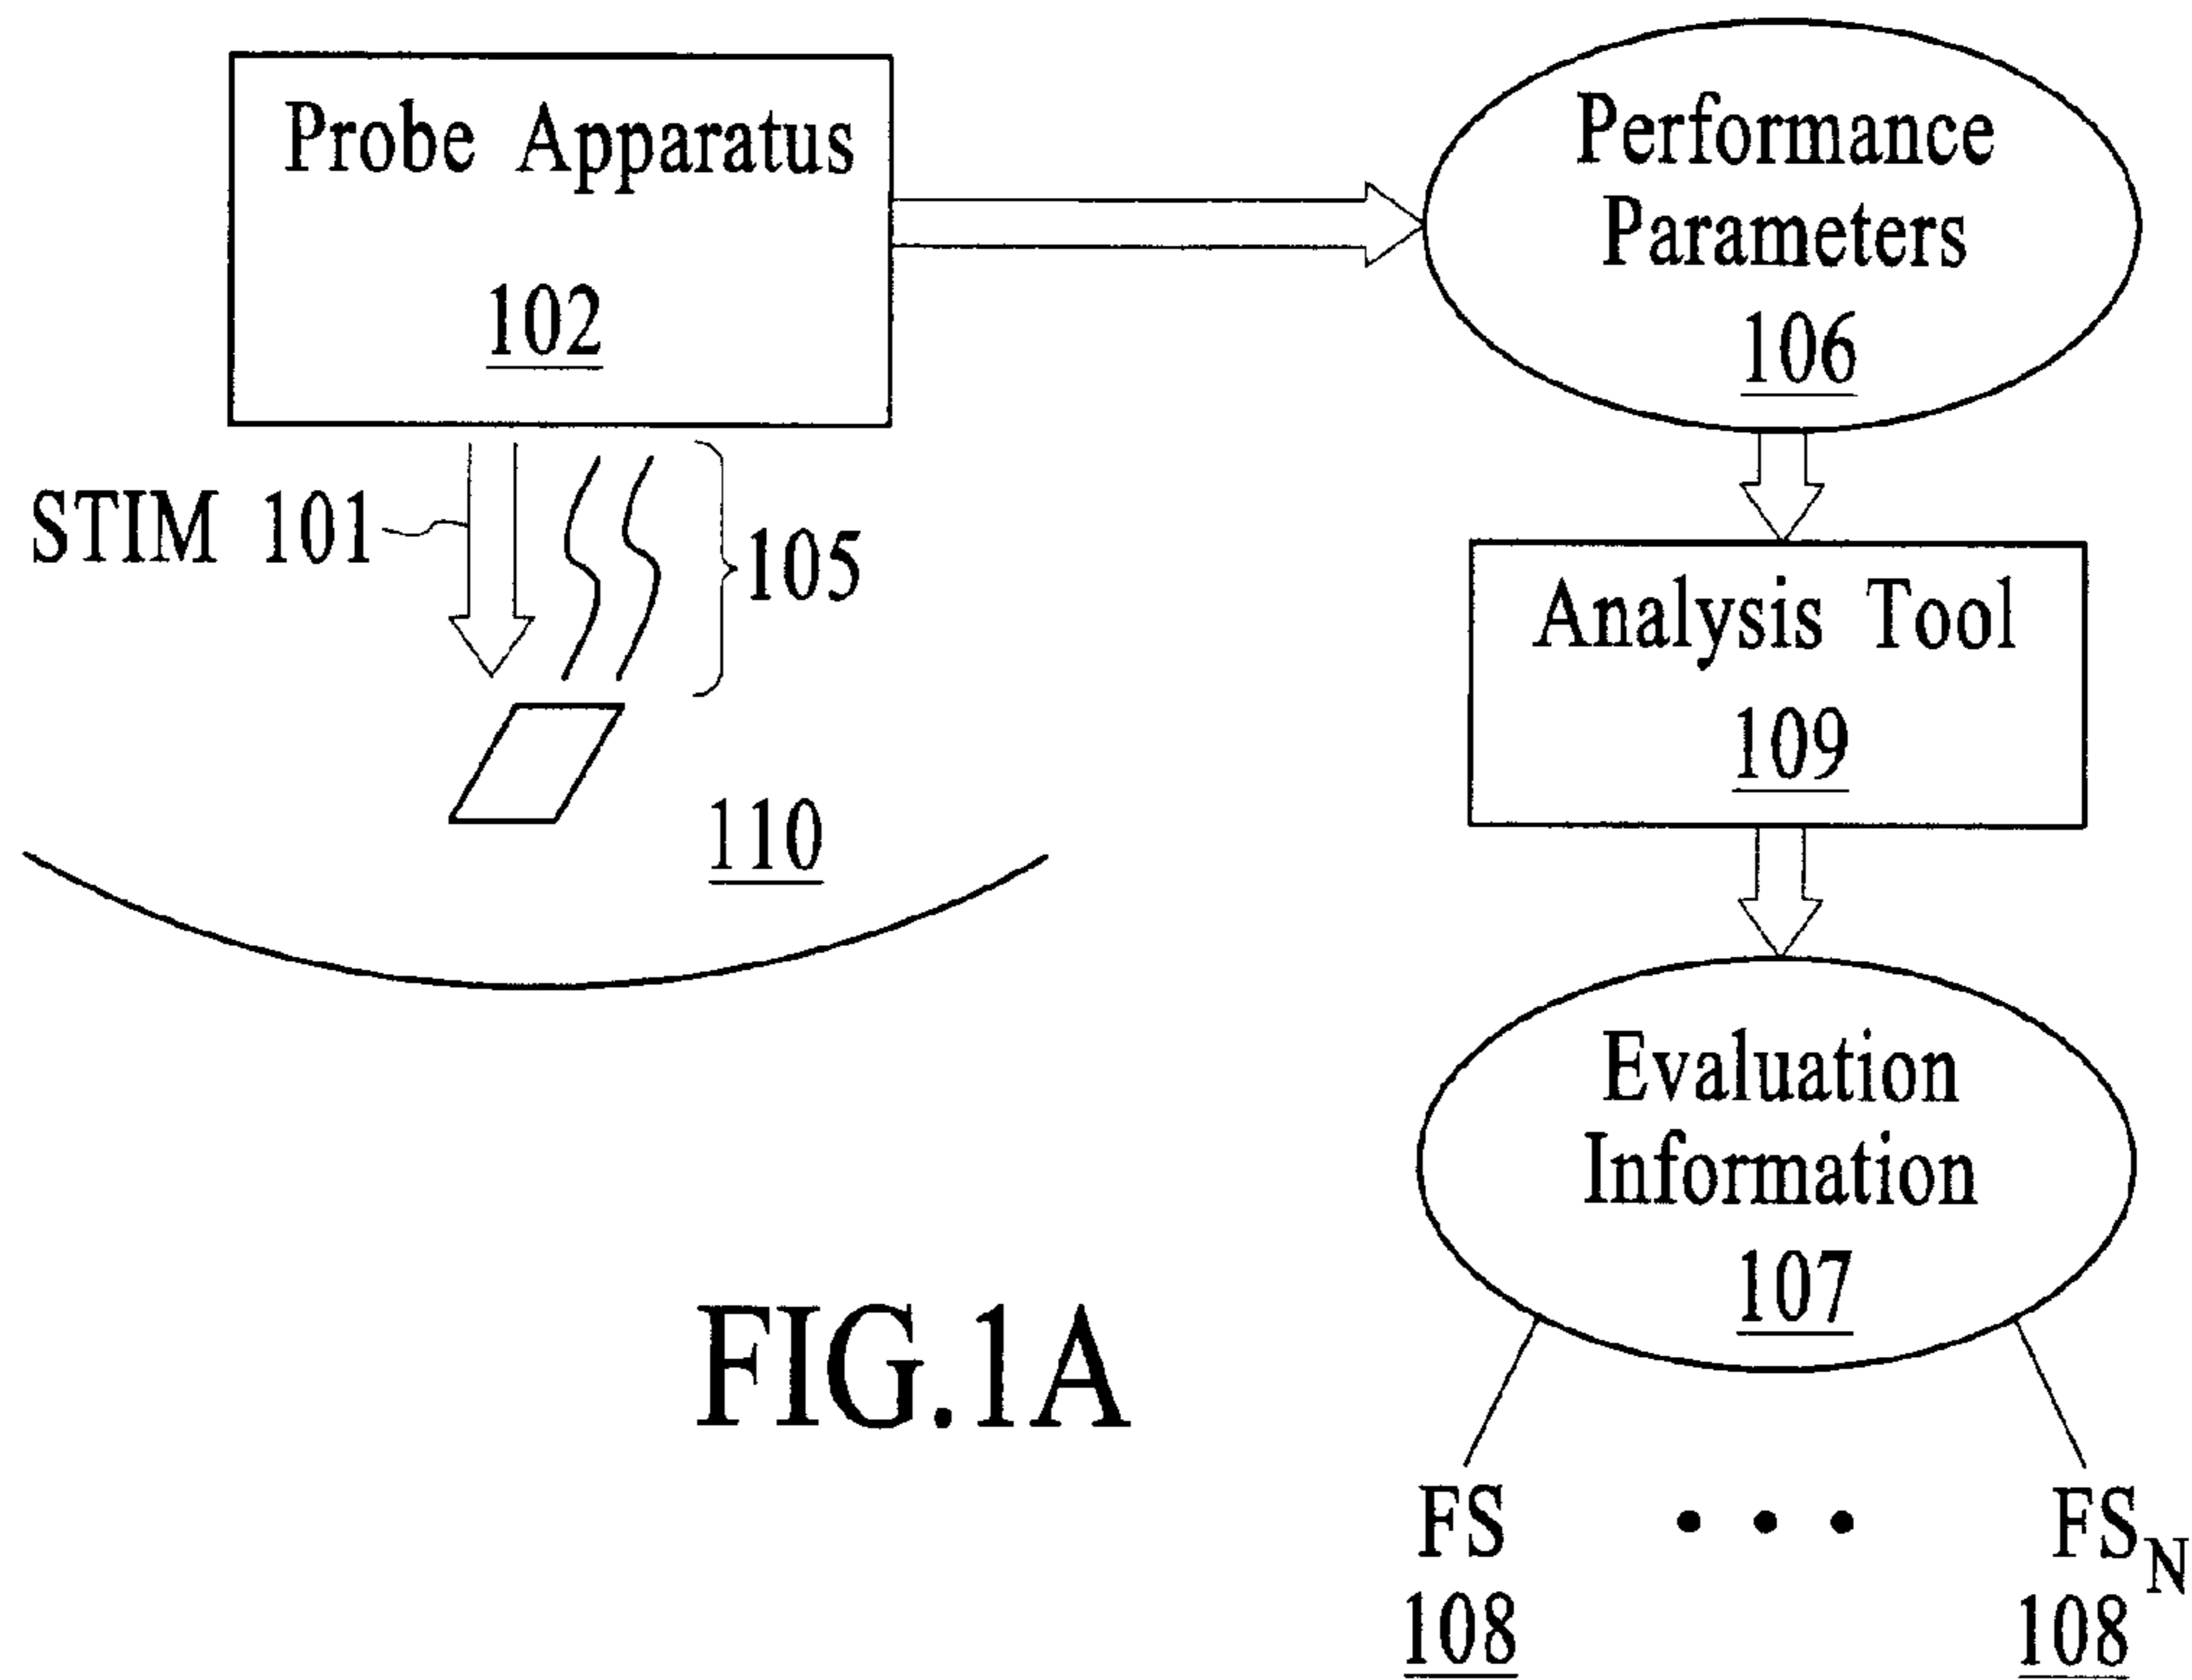 Probe Apparatus
102
Performance
Parameters
106
STIM 101
105
110
Analysis Tool
109
Evaluation
Information
107
FIG.1A
FS • • • FS_N
108 108